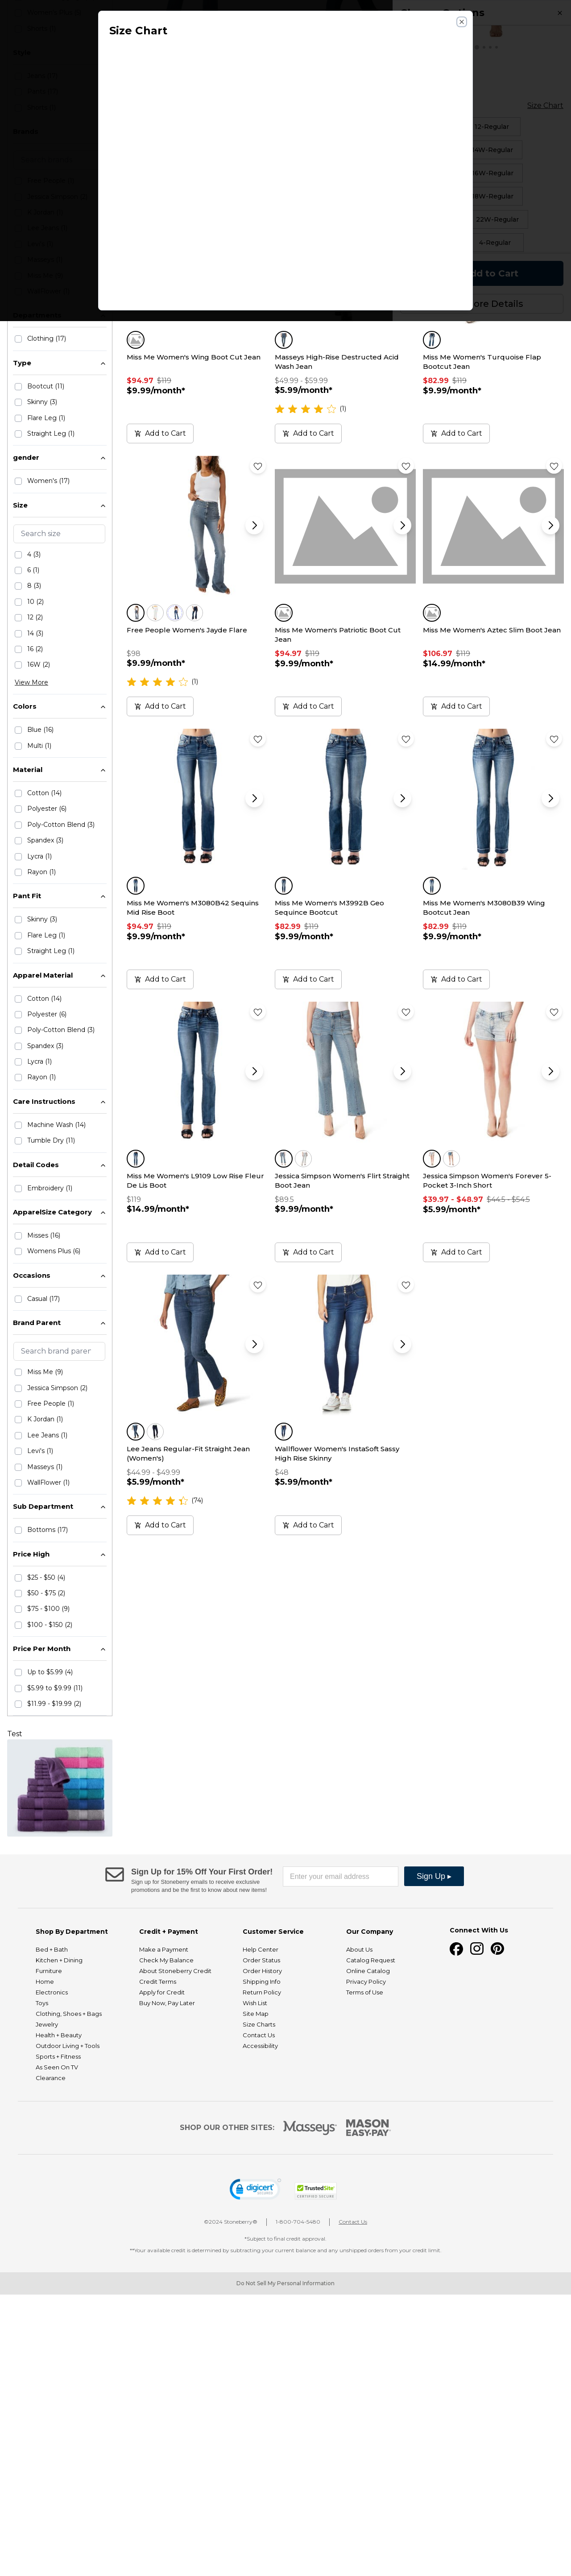 Size Chart
Size Chart
12-Regular
22W-Regular
4-Regular
Clothing (17)
Type
Bootcut (11)
Skinny (3)
Flare Leg (1)
Straight Leg (1)
gender
Women's (17)
Size
Search size
4 (3)
6 (1)
8 (3)
10 (2)
12 (2)
14 (3)
16 (2)
16W (2)
View More
Colors
Blue (16)
Multi (1)
Material
Cotton (14)
Polyester (6)
Poly-Cotton Blend (3)
Spandex (3)
Lycra (1)
Rayon (1)
Pant Fit
Skinny (3)
Flare Leg (1)
Straight Leg (1)
Apparel Material
Cotton (14)
Polyester (6)
Poly-Cotton Blend (3)
Spandex (3)
Lycra (1)
Rayon (1)
Care Instructions
Machine Wash (14)
Tumble Dry (11)
Detail Codes
Embroidery (1)
ApparelSize Category
Misses (16)
Womens Plus (6)
Occasions
Casual (17)
Brand Parent
Search brand parent
Miss Me (9)
Jessica Simpson (2)
Free People (1)
K Jordan (1)
Lee Jeans (1)
Levi's (1)
Masseys (1)
WallFlower (1)
Sub Department
Bottoms (17)
Price High
$25 - $50 (4)
$50 - $75 (2)
$75 - $100 (9)
$100 - $150 (2)
Price Per Month
Up to $5.99 (4)
$5.99 to $9.99 (11)
$11.99 - $19.99 (2)
Test
Miss Me Women's Wing Boot Cut Jean
$94.97 $119
$9.99/month*
Add to Cart
Masseys High-Rise Destructed Acid
Wash Jean
$49.99 - $59.99
$5.99/month*
(1)
Add to Cart
Miss Me Women's Turquoise Flap
Bootcut Jean
$82.99 $119
$9.99/month*
Add to Cart
Free People Women's Jayde Flare
$98
$9.99/month*
(1)
Add to Cart
Miss Me Women's Patriotic Boot Cut
Jean
$94.97 $119
$9.99/month*
Add to Cart
Miss Me Women's Aztec Slim Boot Jean
$106.97 $119
$14.99/month*
Add to Cart
Miss Me Women's M3080B42 Sequins
Mid Rise Boot
$94.97 $119
$9.99/month*
Add to Cart
Miss Me Women's M3992B Geo
Sequince Bootcut
$82.99 $119
$9.99/month*
Add to Cart
Miss Me Women's M3080B39 Wing
Bootcut Jean
$82.99 $119
$9.99/month*
Add to Cart
Miss Me Women's L9109 Low Rise Fleur
De Lis Boot
$119
$14.99/month*
Add to Cart
Jessica Simpson Women's Flirt Straight
Boot Jean
$89.5
$9.99/month*
Add to Cart
Jessica Simpson Women's Forever 5-
Pocket 3-Inch Short
$39.97 - $48.97 $44.5 - $54.5
$5.99/month*
Add to Cart
Lee Jeans Regular-Fit Straight Jean
(Women's)
$44.99 - $49.99
$5.99/month*
(74)
Add to Cart
Wallflower Women's InstaSoft Sassy
High Rise Skinny
$48
$5.99/month*
Add to Cart
Sign Up for 15% Off Your First Order!
Sign up for Stoneberry emails to receive exclusive
promotions and be the first to know about new items!
Enter your email address
Sign Up ▸
Shop By Department
Bed + Bath
Kitchen + Dining
Furniture
Home
Electronics
Toys
Clothing, Shoes + Bags
Jewelry
Health + Beauty
Outdoor Living + Tools
Sports + Fitness
As Seen On TV
Clearance
Credit + Payment
Make a Payment
Check My Balance
About Stoneberry Credit
Credit Terms
Apply for Credit
Buy Now, Pay Later
Customer Service
Help Center
Order Status
Order History
Shipping Info
Return Policy
Wish List
Site Map
Size Charts
Contact Us
Accessibility
Our Company
About Us
Catalog Request
Online Catalog
Privacy Policy
Terms of Use
Connect With Us
SHOP OUR OTHER SITES:
Masseys
MASON
EASY•PAY
digicert
TrustedSite
CERTIFIED SECURE
©2024 Stoneberry®
1-800-704-5480
Contact Us
*Subject to final credit approval.
**Your available credit is determined by subtracting your current balance and any unshipped orders from your credit limit.
Do Not Sell My Personal Information